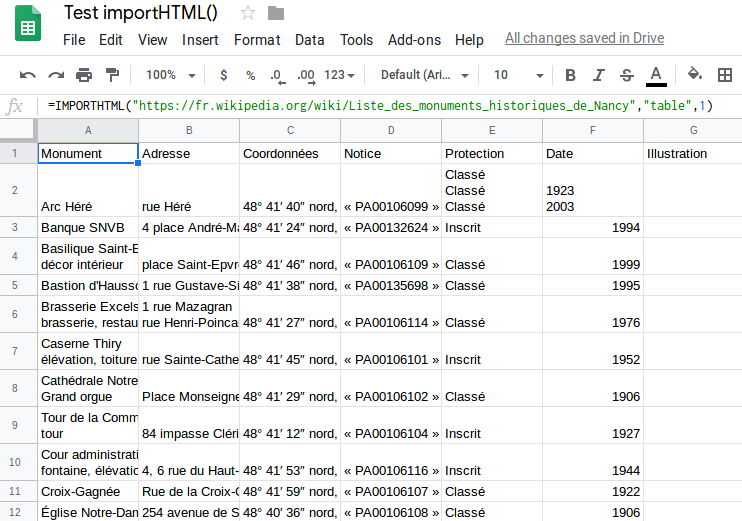 Test importHTML()
File Edit View Insert Format Data Tools Add-ons Help All changes saved in Drive
100% $ % .0 .00 123 Default (Ari... 10 B I S A
fx =IMPORTHTML("https://fr.wikipedia.org/wiki/Liste_des_monuments_historiques_de_Nancy","table",1)
A B C D E F G
1 Monument Adresse Coordonnées Notice Protection Date Illustration
Classé
Classé 1923
2 Arc Héré rue Héré 48° 41′ 40″ nord, « PA00106099 » Classé 2003
3 Banque SNVB 4 place André-Ma 48° 41′ 24″ nord, « PA00132624 » Inscrit 1994
Basilique Saint-E
4 décor intérieur place Saint-Epvr 48° 41′ 46″ nord, « PA00106109 » Classé 1999
5 Bastion d'Hausso 1 rue Gustave-Si 48° 41′ 38″ nord, « PA00135698 » Classé 1995
Brasserie Excels 1 rue Mazagran
6 brasserie, restau rue Henri-Poinca 48° 41′ 27″ nord, « PA00106114 » Classé 1976
Caserne Thiry
7 élévation, toiture rue Sainte-Cathe 48° 41′ 45″ nord, « PA00106101 » Inscrit 1952
Cathédrale Notre
8 Grand orgue Place Monseigne 48° 41′ 29″ nord, « PA00106102 » Classé 1906
Tour de la Comm
9 tour 84 impasse Cléri 48° 41′ 12″ nord, « PA00106104 » Inscrit 1927
Cour administrati
10 fontaine, élévatio 4, 6 rue du Haut- 48° 41′ 53″ nord, « PA00106116 » Inscrit 1944
11 Croix-Gagnée Rue de la Croix-G 48° 41′ 59″ nord, « PA00106107 » Classé 1922
12 Église Notre-Dam 254 avenue de S 48° 40′ 36″ nord, « PA00106108 » Classé 1906